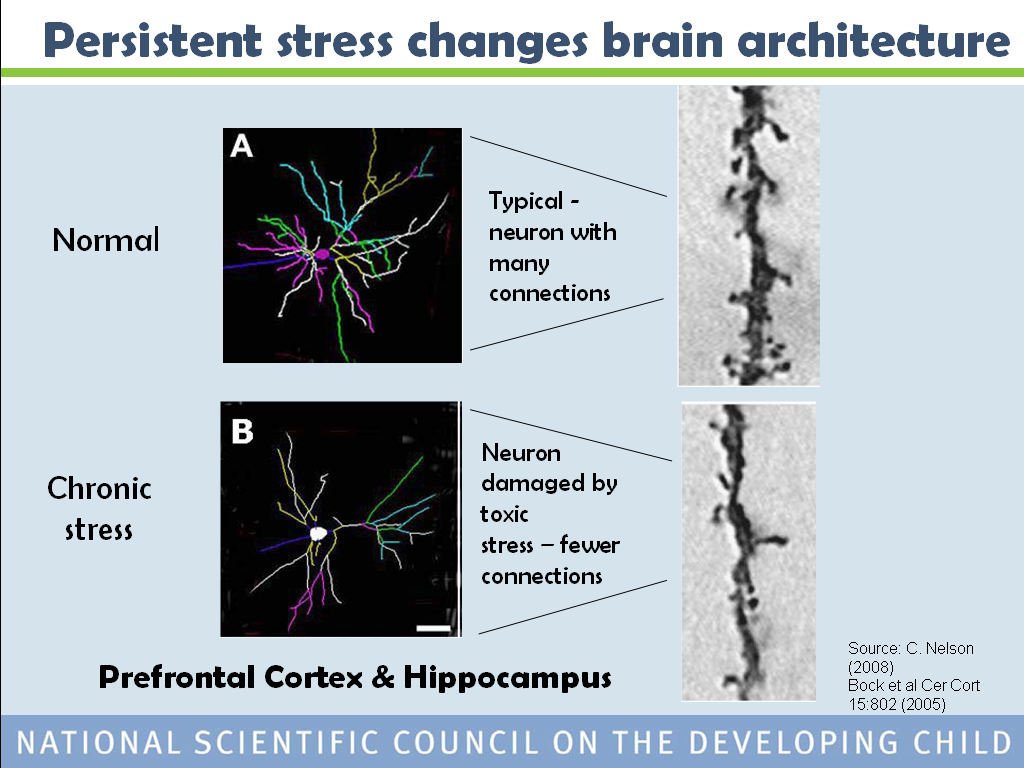 Persistent stress changes brain architecture
A
Normal
Typical -
neuron with
many
connections
B
Chronic
stress
Neuron
damaged by
toxic
stress – fewer
connections
Prefrontal Cortex & Hippocampus
Source: C. Nelson
(2008)
Bock et al Cer Cort
15:802 (2005)
NATIONAL SCIENTIFIC COUNCIL ON THE DEVELOPING CHILD